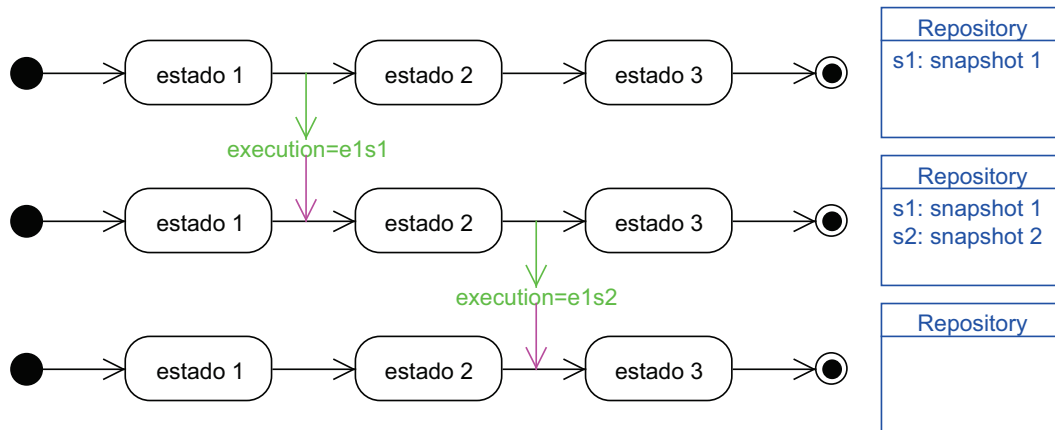 estado 1 estado 2 estado 3
Repository
s1: snapshot 1
execution=e1s1
estado 1 estado 2 estado 3
Repository
s1: snapshot 1
s2: snapshot 2
execution=e1s2
estado 1 estado 2 estado 3
Repository